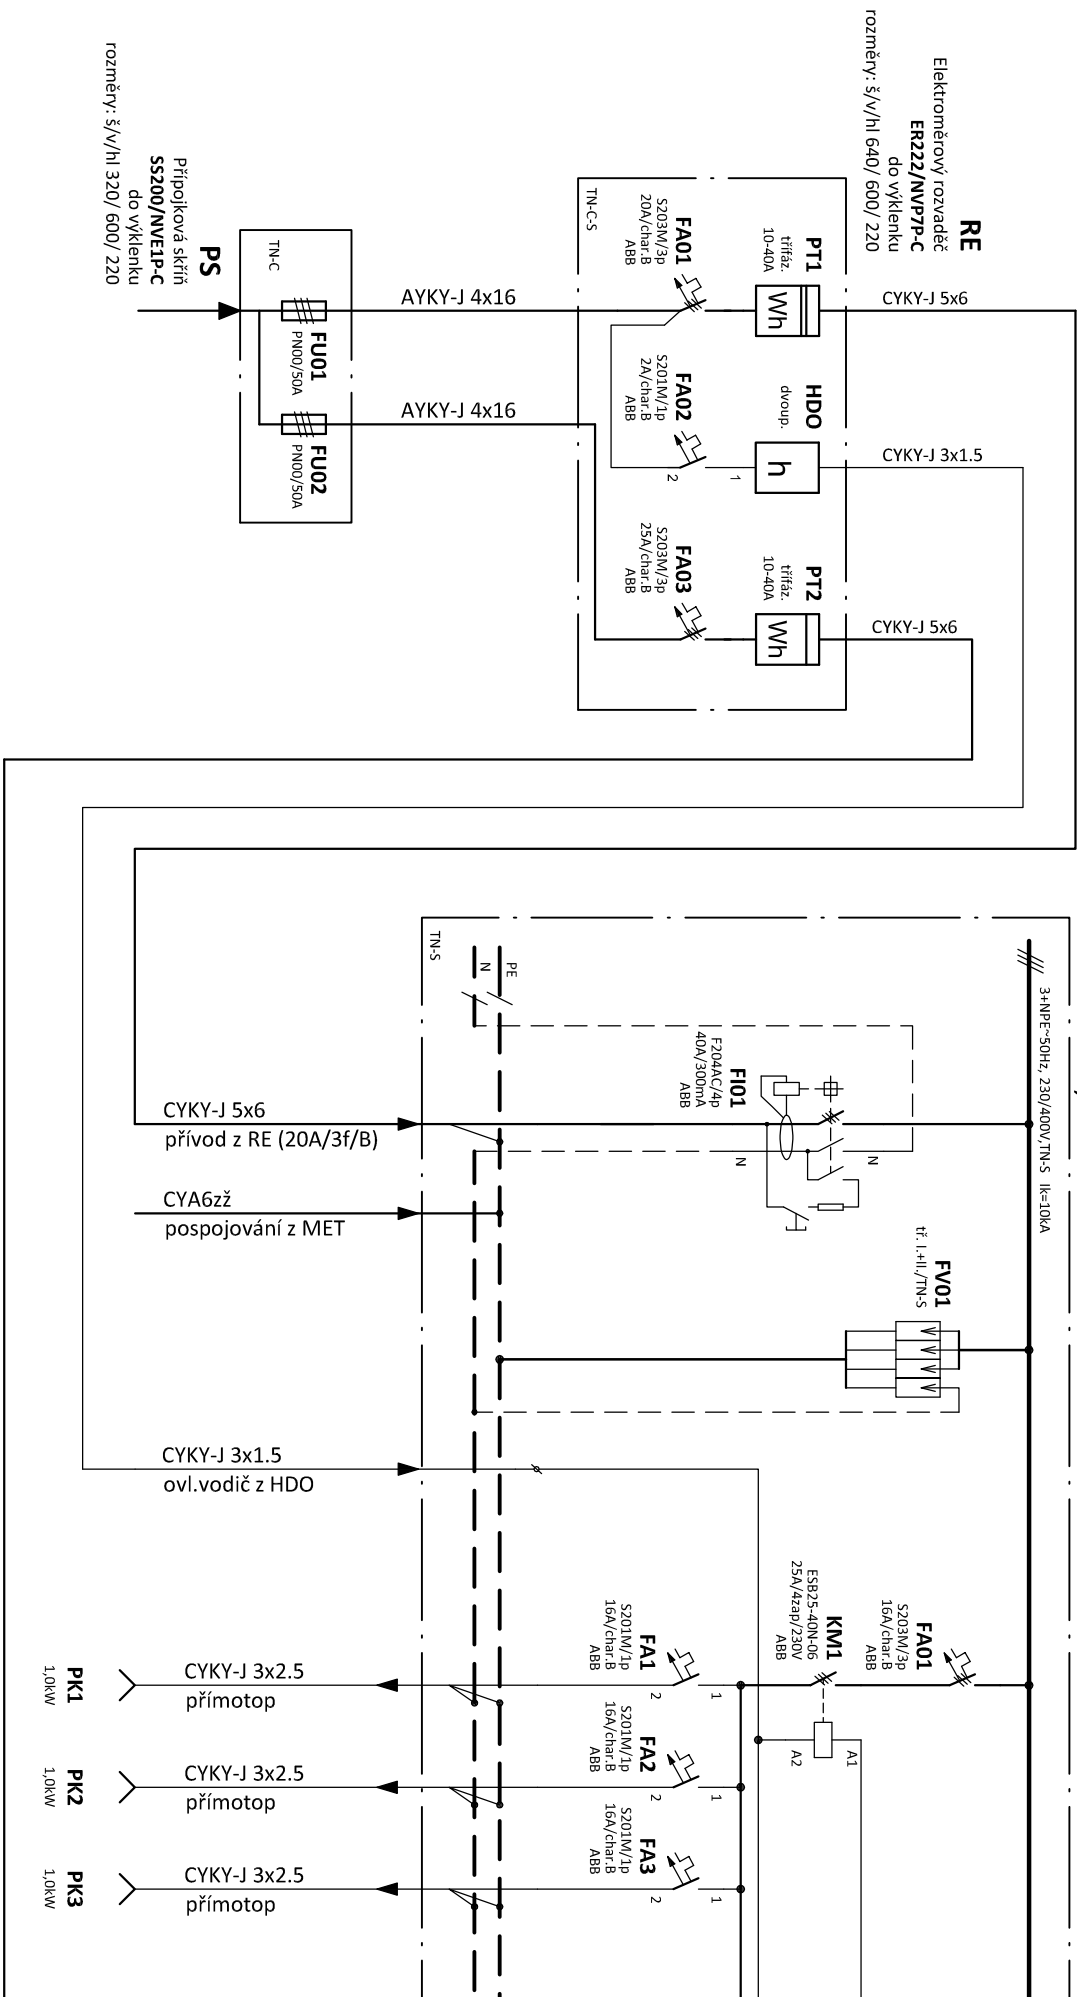 RE
Elektroměrový rozvaděč
ER222/NVP7P-C
do výklenku
rozměry: š/v/hl 640/ 600/ 220
PS
Přípojková skříň
SS200/NVE1P-C
do výklenku
rozměry: š/v/hl 320/ 600/ 220
TN-C-S
PT1
třífáz.
10-40A
Wh
FA01
S203M/3p
20A/char.B
ABB
HDO
dvoup.
h
FA02
S201M/1p
2A/char.B
ABB
1
2
PT2
třífáz.
10-40A
Wh
FA03
S203M/3p
25A/char.B
ABB
TN-C
FU01
PN00/50A
FU02
PN00/50A
AYKY-J 4x16
AYKY-J 4x16
CYKY-J 5x6
CYKY-J 3x1.5
CYKY-J 5x6
3+NPE~50Hz, 230/400V,TN-S Ik=10kA
TN-S
PE
N
FI01
F204AC/4p
40A/300mA
ABB
N
N
CYKY-J 5x6
přívod z RE (20A/3f/B)
CYA6zž
pospojování z MET
FV01
tř. I.+II./TN-S
CYKY-J 3x1.5
ovl.vodič z HDO
FA01
S203M/3p
16A/char.B
ABB
KM1
ESB25-40N-06
25A/4zap/230V
ABB
A1
A2
FA1
S201M/1p
16A/char.B
ABB
1
2
FA2
S201M/1p
16A/char.B
ABB
1
2
FA3
S201M/1p
16A/char.B
ABB
1
2
CYKY-J 3x2.5
přímotop
CYKY-J 3x2.5
přímotop
CYKY-J 3x2.5
přímotop
PK1
1,0kW
PK2
1,0kW
PK3
1,0kW